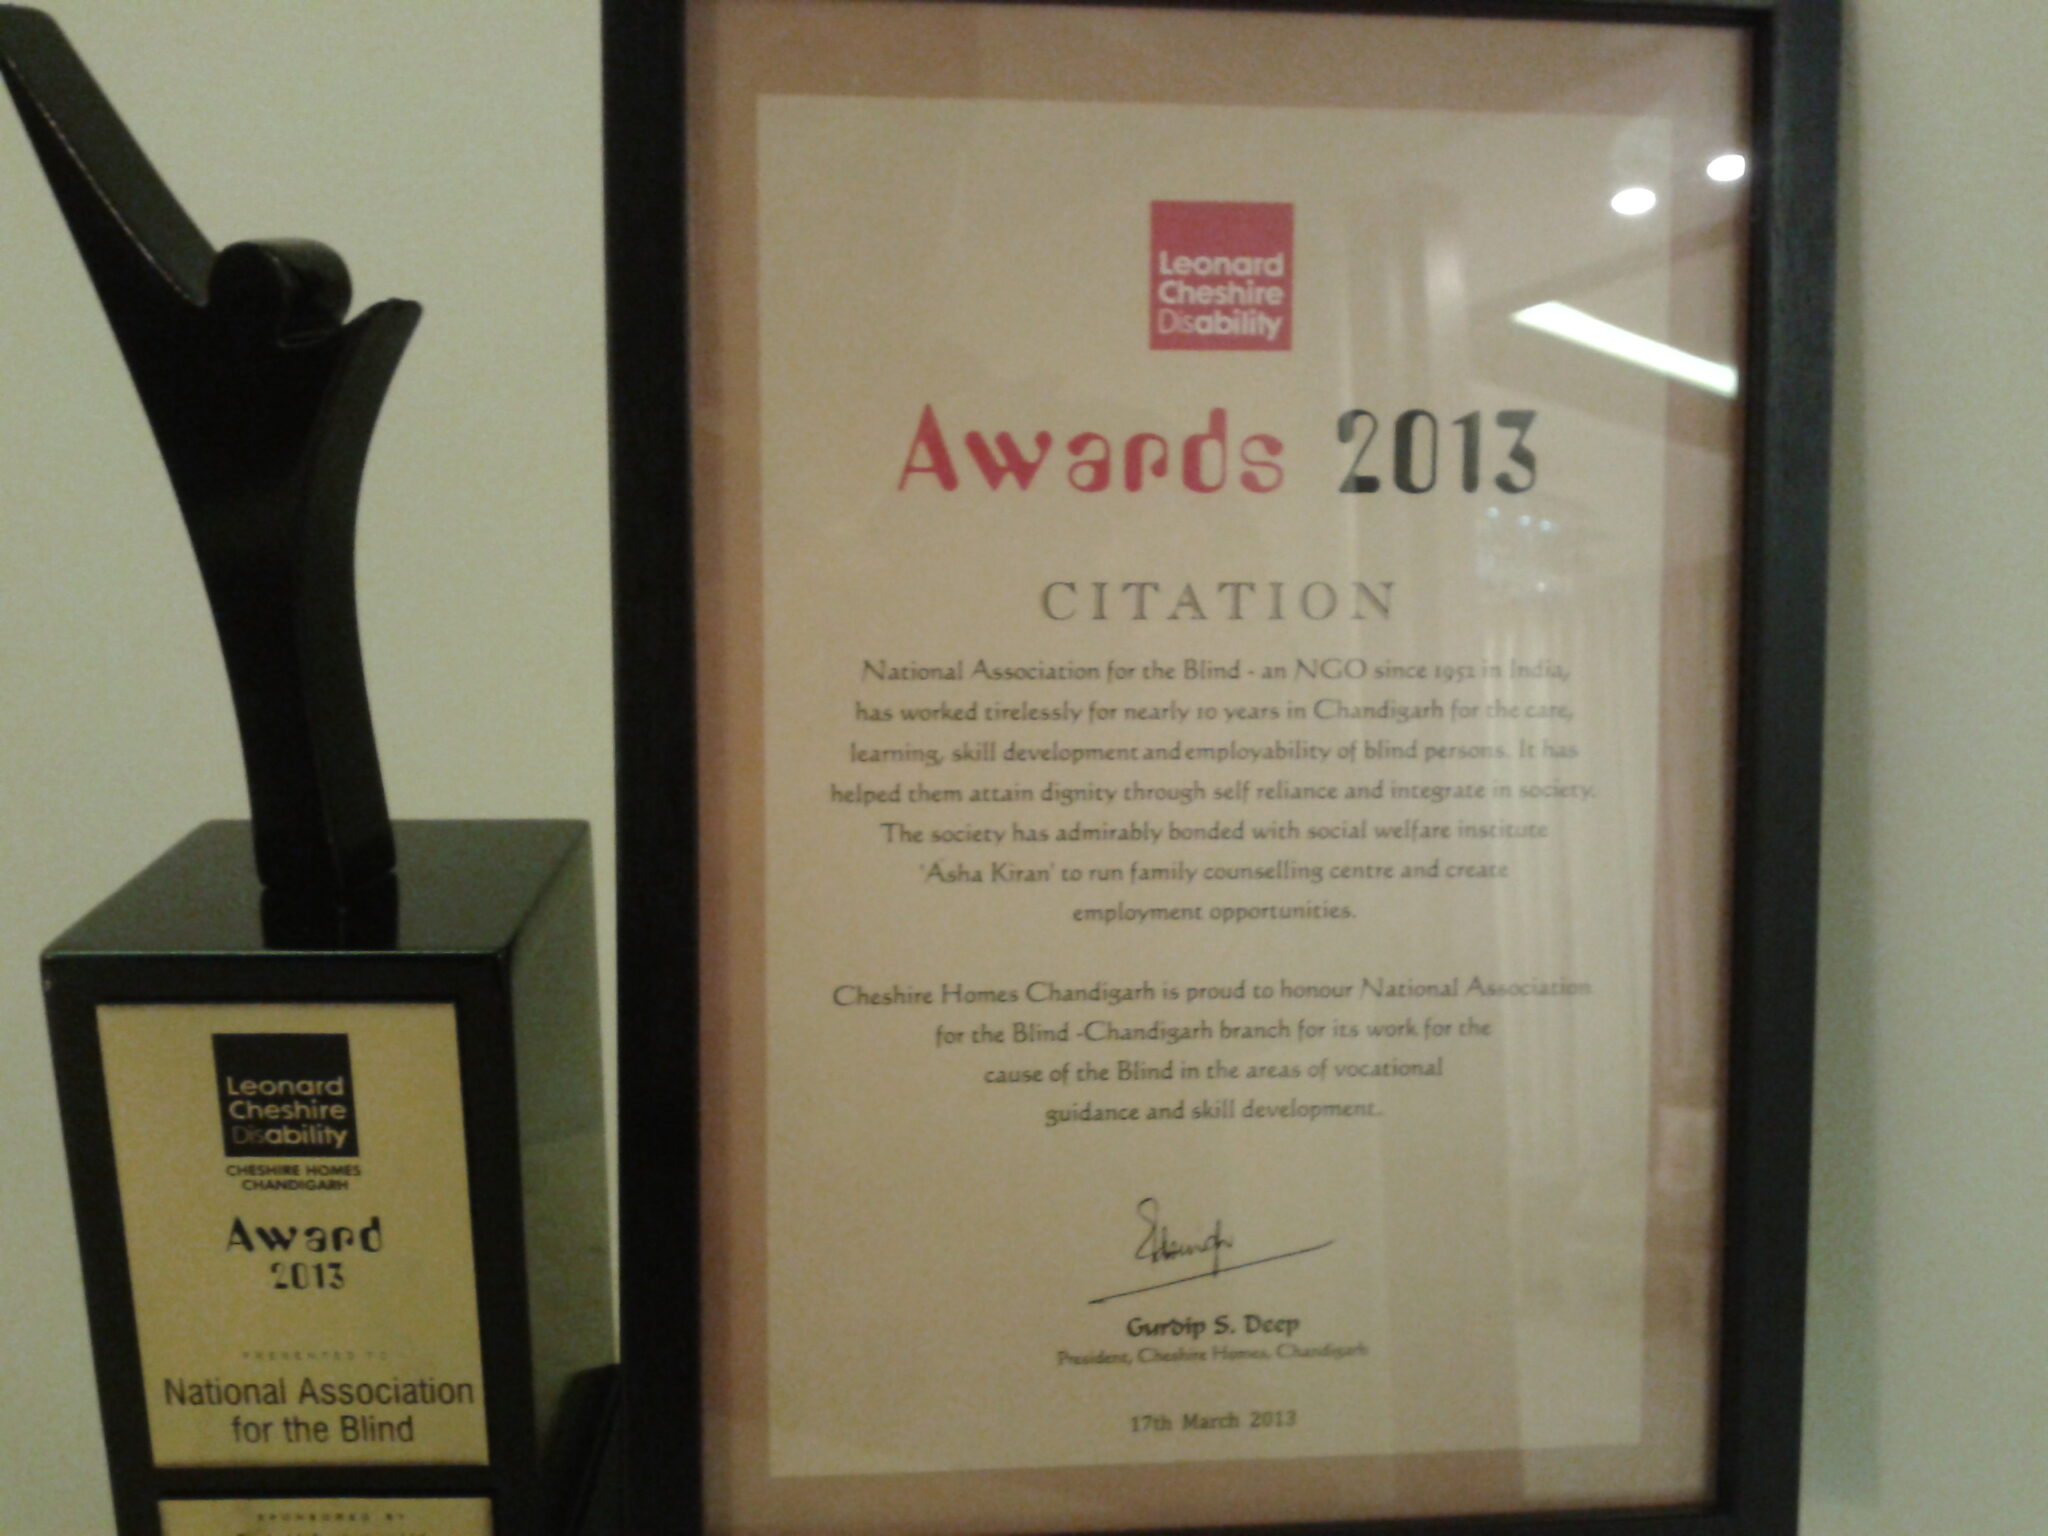 Leonard
Cheshire
Disability
Awards 2013
CITATION
National Association for the Blind - an NGO since 1952 in India,
has worked tirelessly for nearly 10 years in Chandigarh for the care,
learning, skill development and employability of blind persons. It has
helped them attain dignity through self reliance and integrate in society.
The society has admirably bonded with social welfare institute
'Asha Kiran' to run family counselling centre and create
employment opportunities.
Cheshire Homes Chandigarh is proud to honour National Association
for the Blind -Chandigarh branch for its work for the
cause of the Blind in the areas of vocational
guidance and skill development.
Gurdip S. Deep
President, Cheshire Homes, Chandigarh
17th March 2013
Leonard
Cheshire
Disability
CHESHIRE HOMES
CHANDIGARH
Award
2013
PRESENTED TO
National Association
for the Blind
SPONSORED BY